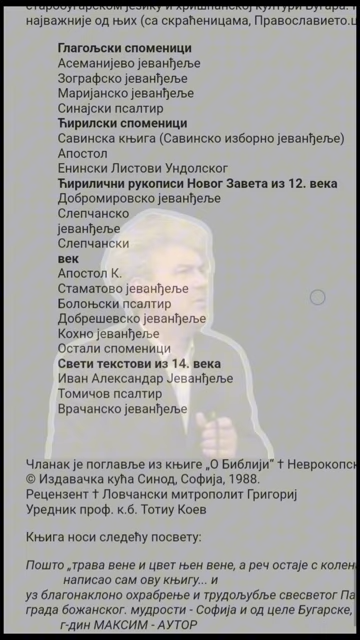 старобугарском језику и хришћанској култури Бугара.
најважније од њих (са скраћеницама, Православието.
Глагољски споменици
Асеманијево јеванђеље
Зографско јеванђеље
Маријанско јеванђеље
Синајски псалтир
Ћирилски споменици
Савинска књига (Савинско изборно јеванђеље)
Апостол
Енински Листови Ундолског
Ћирилични рукописи Новог Завета из 12. века
Добромировско јеванђеље
Слепчанско
јеванђеље
Слепчански
век
Апостол К.
Стаматово јеванђеље
Болоњски псалтир
Добрешевско јеванђеље
Кохно јеванђеље
Остали споменици
Свети текстови из 14. века
Иван Александар Јеванђеље
Томичов псалтир
Врачанско јеванђеље
Чланак је поглавље из књиге „О Библији“ † Неврокопск
© Издавачка кућа Синод, Софија, 1988.
Рецензент † Ловчански митрополит Григориј
Уредник проф. к.б. Тотиу Коев
Књига носи следећу посвету:
Пошто „трава вене и цвет њен вене, а реч остаје с колен
написао сам ову књигу... и
уз благонаклоно охрабрење и трудољубље свесветог Па
града божанског. мудрости - Софија и од целе Бугарске,
г-дин МАКСИМ - АУТОР